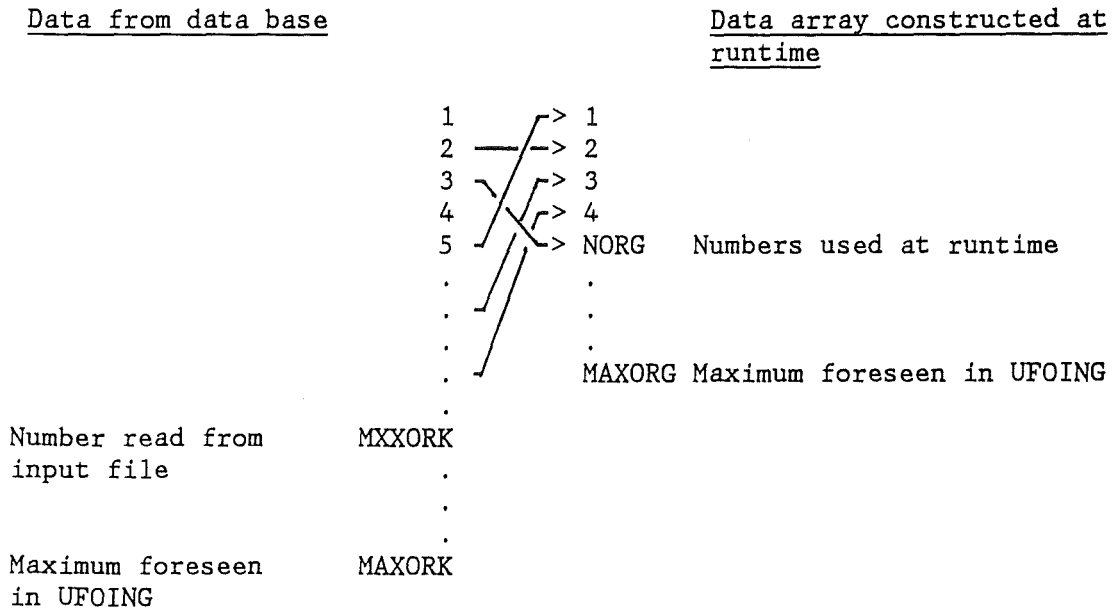 Data from data base
Data array constructed at
runtime
1 > 1
2 > 2
3 > 3
4 > 4
5 > NORG Numbers used at runtime
. .
. .
. .
. MAXORG Maximum foreseen in UFOING
.
Number read from MXXORK
input file .
.
.
Maximum foreseen MAXORK
in UFOING